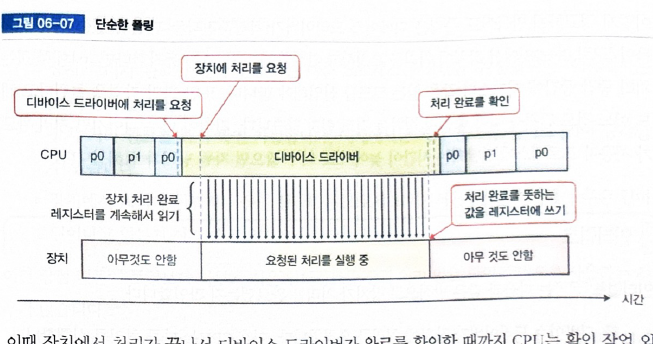 그림 06-07 단순한 폴링
장치에 처리를 요청
디바이스 드라이버에 처리를 요청
처리 완료를 확인
CPU p0 p1 p0 디바이스 드라이버 p0 p1 p0
장치 처리 완료
레지스터를 계속해서 읽기
처리 완료를 뜻하는
값을 레지스터에 쓰기
장치 아무것도 안함 요청된 처리를 실행 중 아무 것도 안함
시간
이때 장치에서 처리가 끝나서 디바이스 드라이버가 완료를 확인할 때까지 CPU는 확인 작업